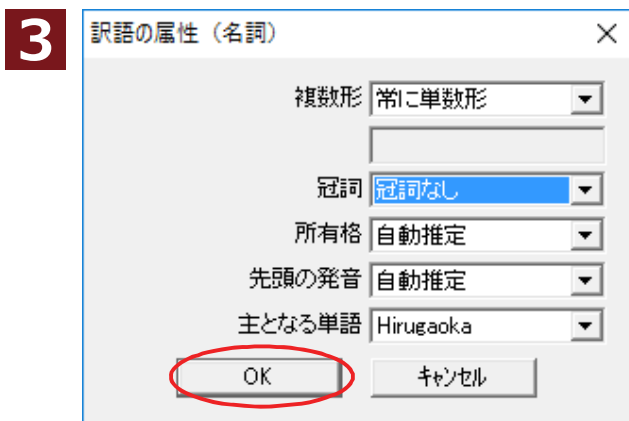 3
訳語の属性（名詞）
複数形 常に単数形
冠詞 冠詞なし
所有格 自動推定
先頭の発音 自動推定
主となる単語 Hirugaoka
OK ｷｬﾝｾﾙ